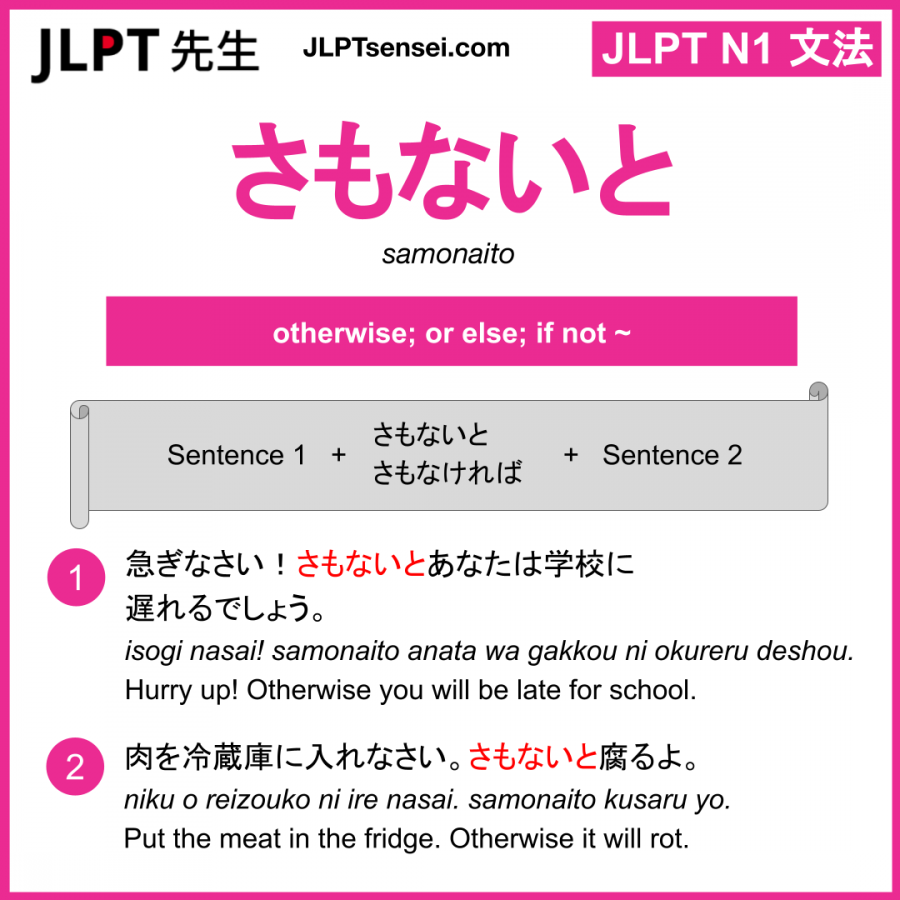 JLPT 先生
JLPTsensei.com
JLPT N1 文法
さもないと
samonaito
otherwise; or else; if not ~
Sentence 1 + さもないと + Sentence 2
さもなければ
1 急ぎなさい！さもないとあなたは学校に
遅れるでしょう。
isogi nasai! samonaito anata wa gakkou ni okureru deshou.
Hurry up! Otherwise you will be late for school.
2 肉を冷蔵庫に入れなさい。さもないと腐るよ。
niku o reizouko ni ire nasai. samonaito kusaru yo.
Put the meat in the fridge. Otherwise it will rot.